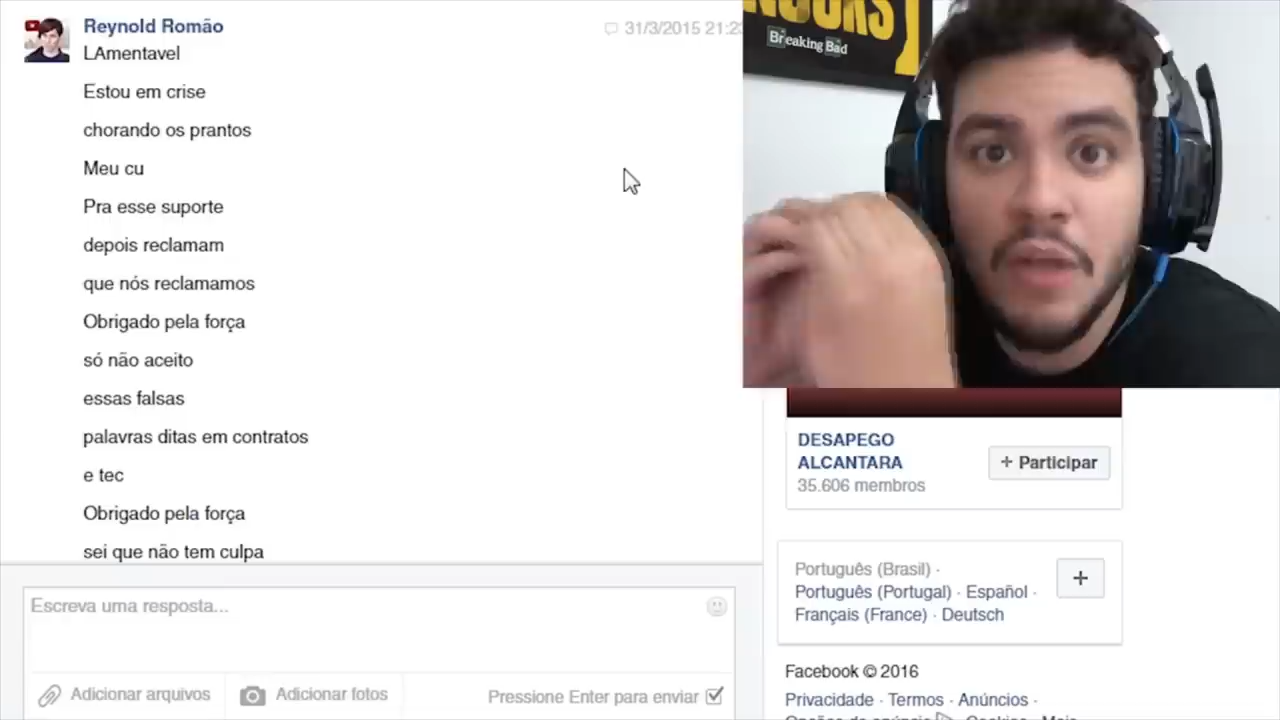 Reynold Romão
31/3/2015 21:23
LAmentavel
Estou em crise
chorando os prantos
Meu cu
Pra esse suporte
depois reclamam
que nós reclamamos
Obrigado pela força
só não aceito
essas falsas
palavras ditas em contratos
e tec
Obrigado pela força
sei que não tem culpa
Escreva uma resposta...
Adicionar arquivos
Adicionar fotos
Pressione Enter para enviar
Breaking Bad
DESAPEGO
ALCANTARA
35.606 membros
+ Participar
Português (Brasil) ·
Português (Portugal) · Español ·
Français (France) · Deutsch
+
Facebook © 2016
Privacidade · Termos · Anúncios ·